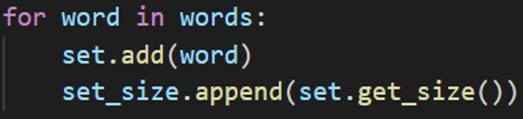 for word in words:
    set.add(word)
    set_size.append(set.get_size())